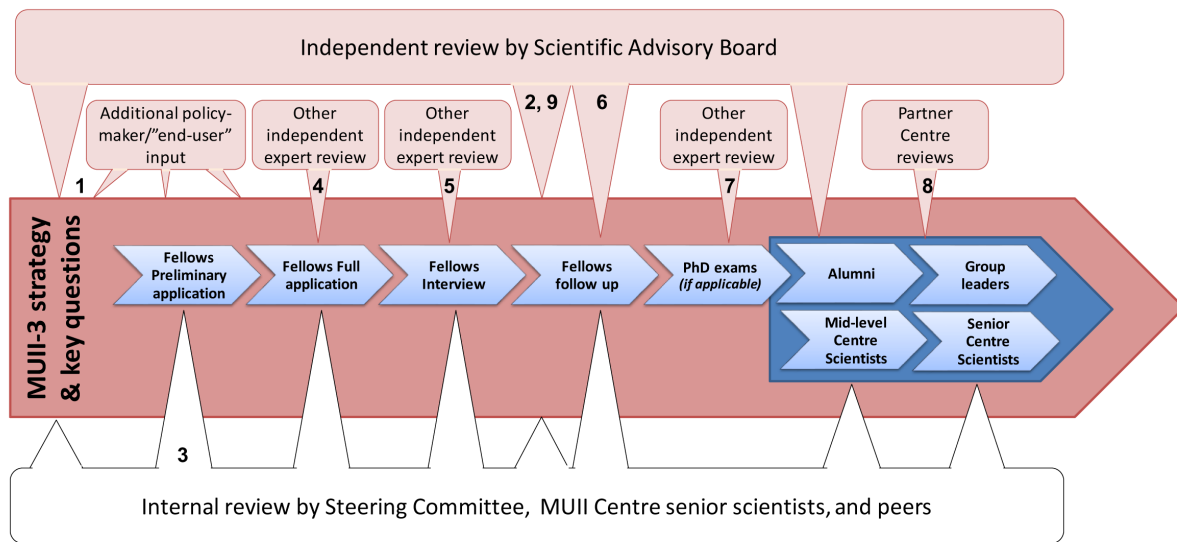 Independent review by Scientific Advisory Board
Additional policy-
maker/”end-user”
input
Other
independent
expert review
Other
independent
expert review
2, 9
6
Other
independent
expert review
Partner
Centre
reviews
1
4
5
7
8
MUII-3 strategy
& key questions
Fellows
Preliminary
application
Fellows Full
application
Fellows
Interview
Fellows
follow up
PhD exams
(if applicable)
Alumni
Group
leaders
Mid-level
Centre
Scientists
Senior
Centre
Scientists
3
Internal review by Steering Committee, MUII Centre senior scientists, and peers